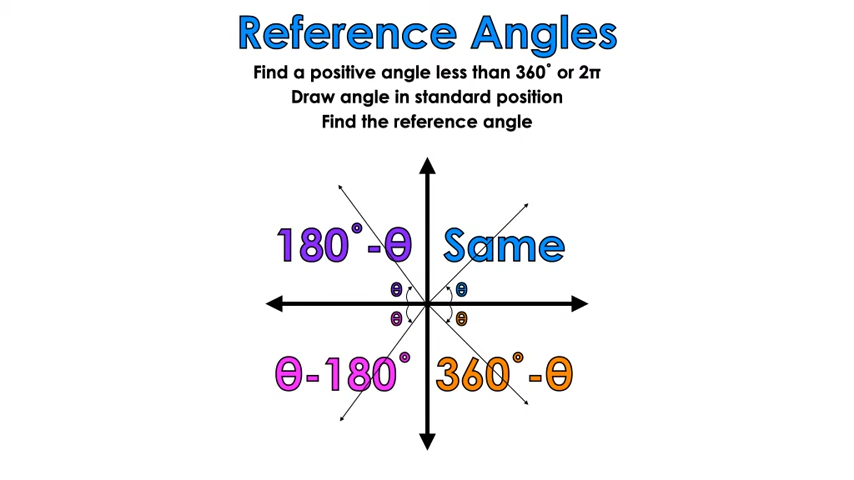 Reference Angles
Find a positive angle less than 360° or 2π
Draw angle in standard position
Find the reference angle
180°-θ Same
θ θ
θ θ
θ-180° 360°-θ